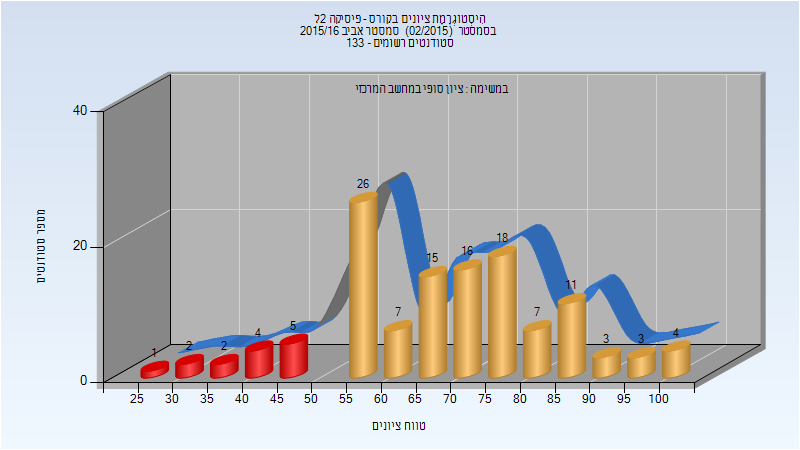 היסטוגרמת ציונים בקורס - פיסיקה 2ל
בסמסטר (02/2015) סמסטר אביב 2015/16
סטודנטים רשומים - 133
במשימה : ציון סופי במחשב המרכזי
מספר סטודנטים
40
20
0
1 2 2 4 5 26 7 15 16 18 7 11 3 3 4
25 30 35 40 45 50 55 60 65 70 75 80 85 90 95 100
טווח ציונים